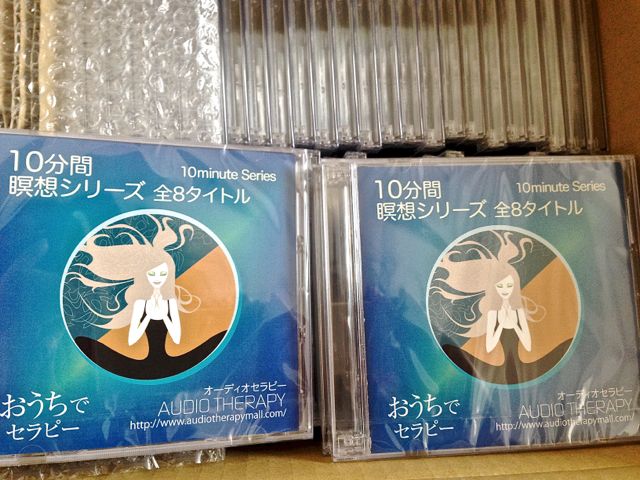 10分間
10minute Series
瞑想シリーズ 全8タイトル
おうちで
セラピー
オーディオセラピー
AUDIO THERAPY
http://www.audiotherapymall.com/
10分間
10minute Series
瞑想シリーズ 全8タイトル
おうちで
セラピー
オーディオセラピー
AUDIO THERAPY
http://www.audiotherapymall.com/